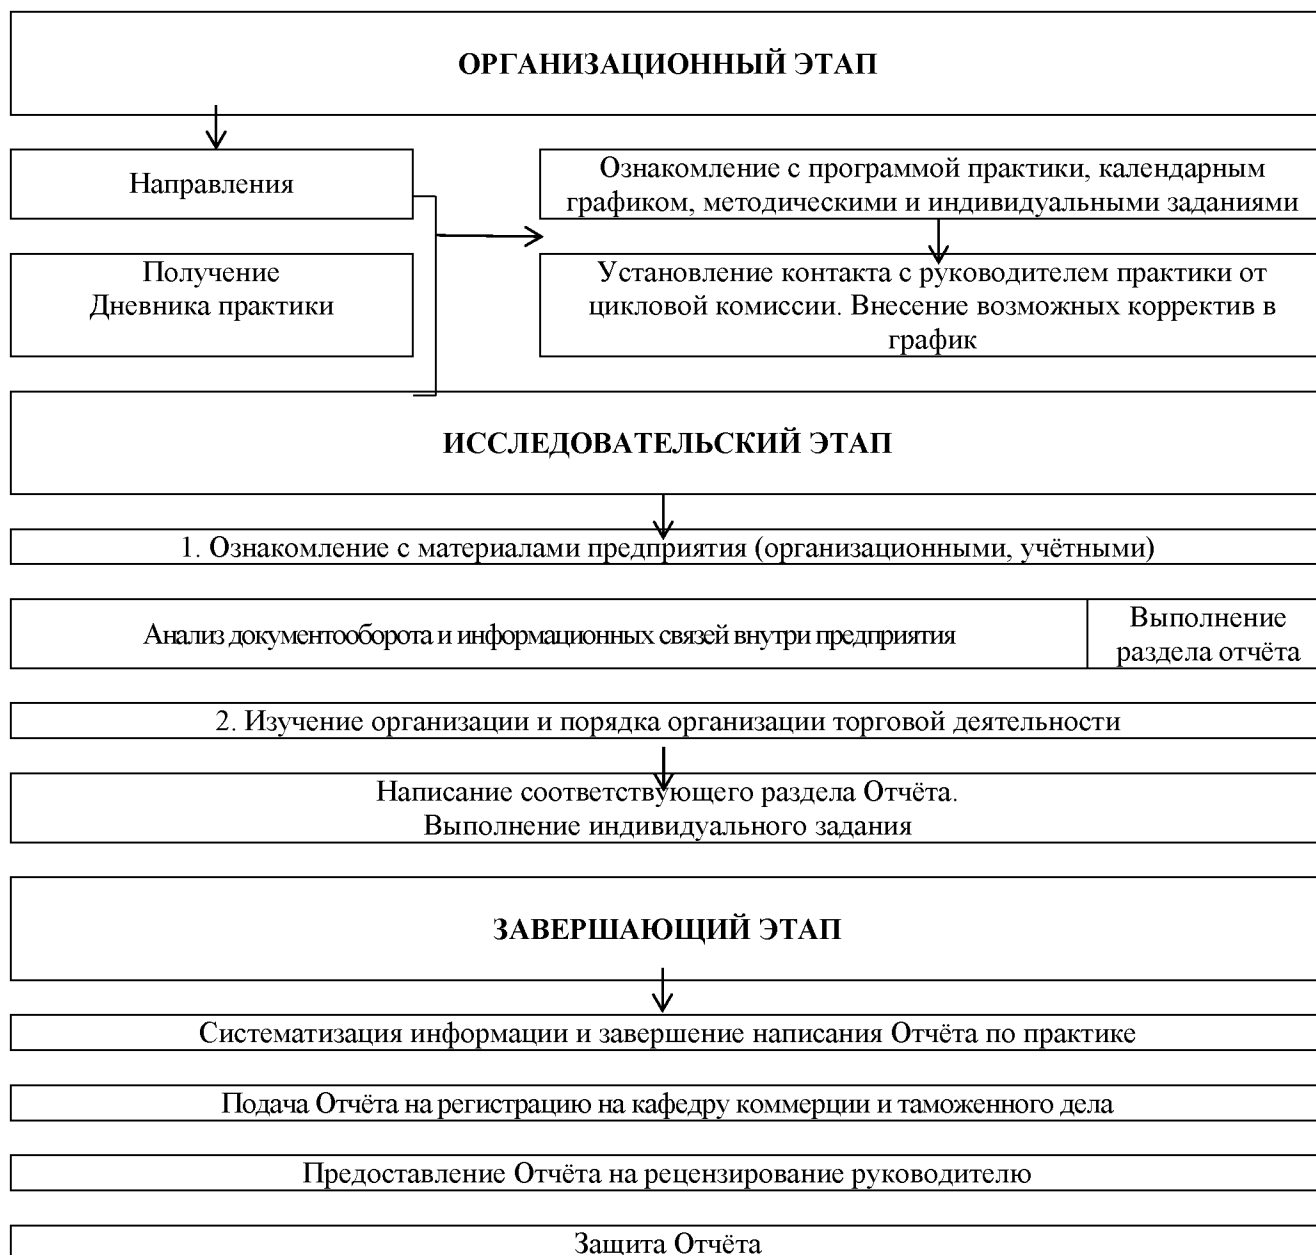 ОРГАНИЗАЦИОННЫЙ ЭТАП
Направления
Ознакомление с программой практики, календарным
графиком, методическими и индивидуальными заданиями
Получение
Дневника практики
Установление контакта с руководителем практики от
цикловой комиссии. Внесение возможных корректив в
график
ИССЛЕДОВАТЕЛЬСКИЙ ЭТАП
1. Ознакомление с материалами предприятия (организационными, учётными)
Анализ документооборота и информационных связей внутри предприятия
Выполнение
раздела отчёта
2. Изучение организации и порядка организации торговой деятельности
Написание соответствующего раздела Отчёта.
Выполнение индивидуального задания
ЗАВЕРШАЮЩИЙ ЭТАП
Систематизация информации и завершение написания Отчёта по практике
Подача Отчёта на регистрацию на кафедру коммерции и таможенного дела
Предоставление Отчёта на рецензирование руководителю
Защита Отчёта